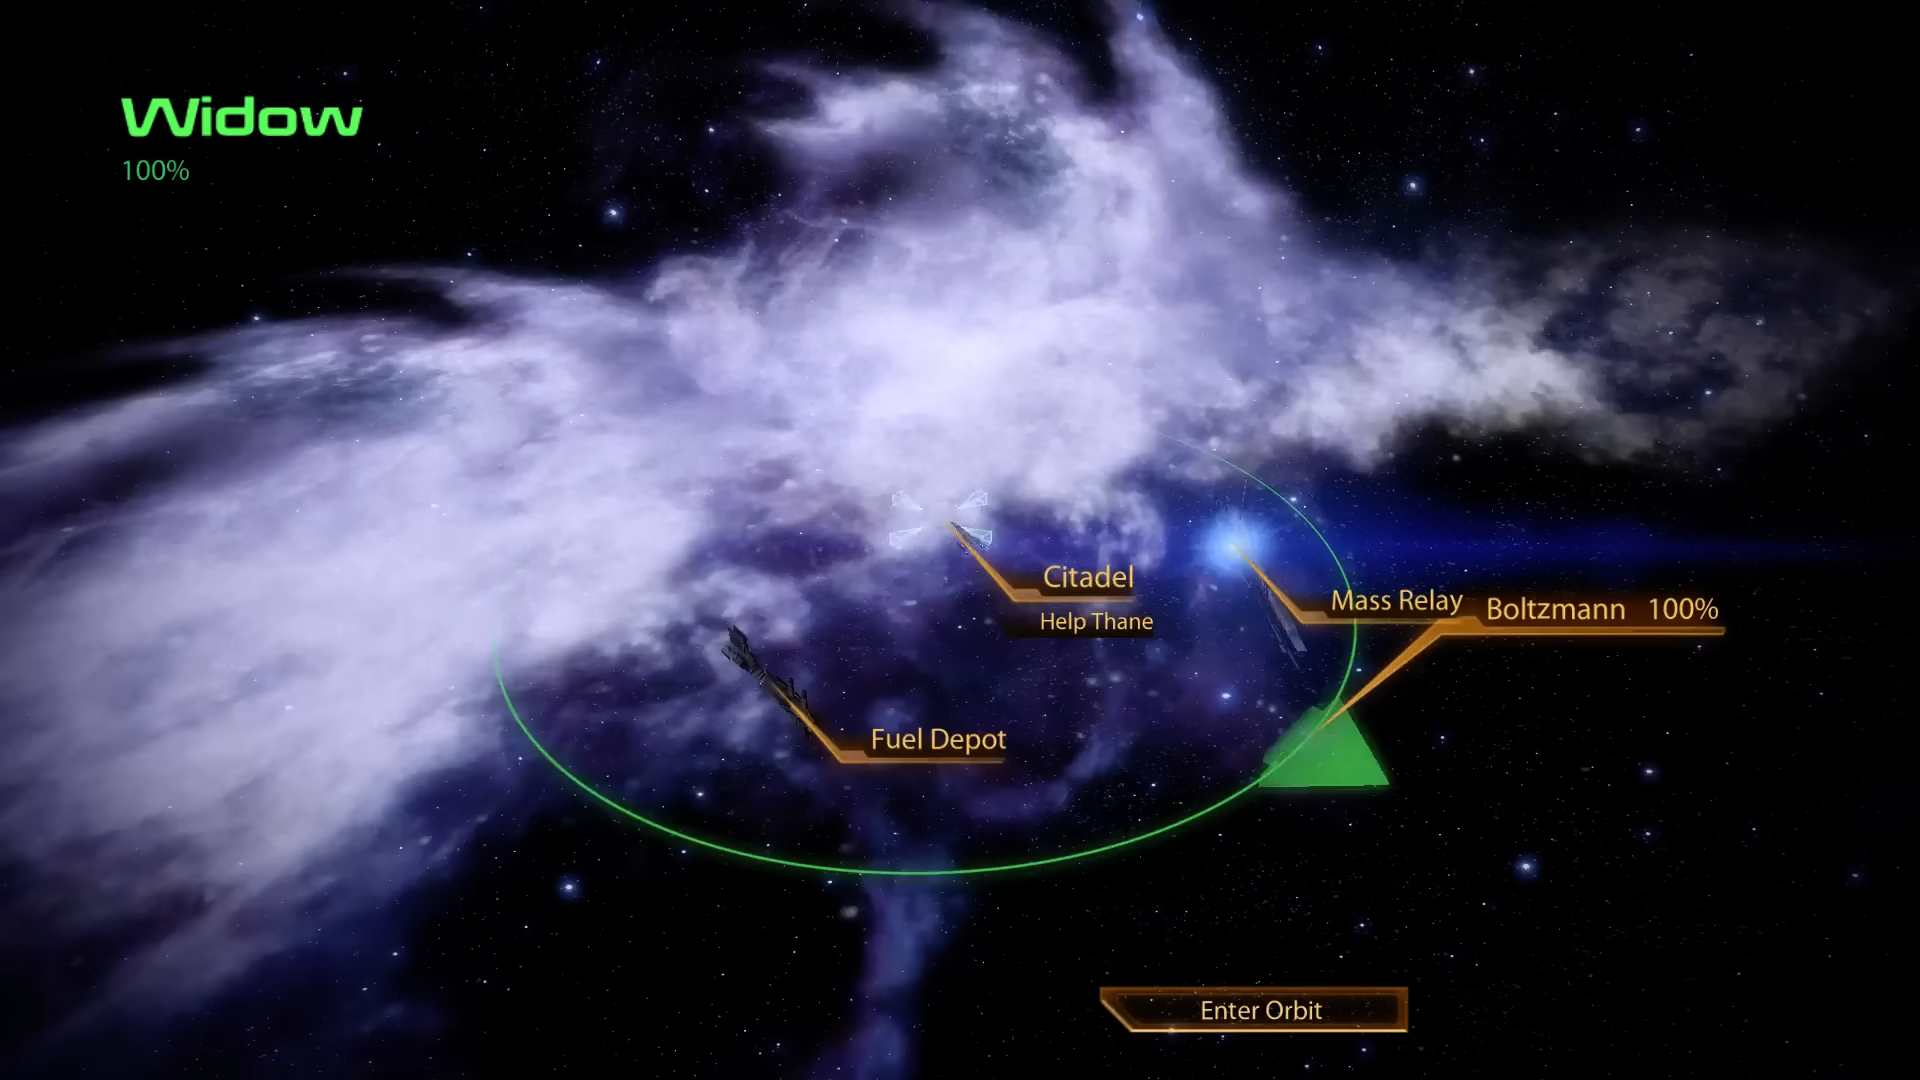 Widow
100%
Citadel
Help Thane
Mass Relay
Boltzmann 100%
Fuel Depot
Enter Orbit